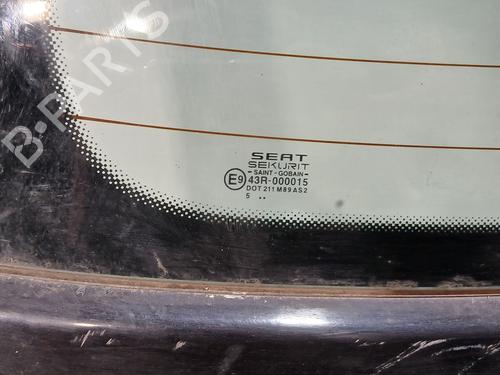 B-PARTS
SEAT
SEKURIT
- SAINT - GOBAIN -
E9 43R-000015
DOT 211 M89 AS2
5 ..